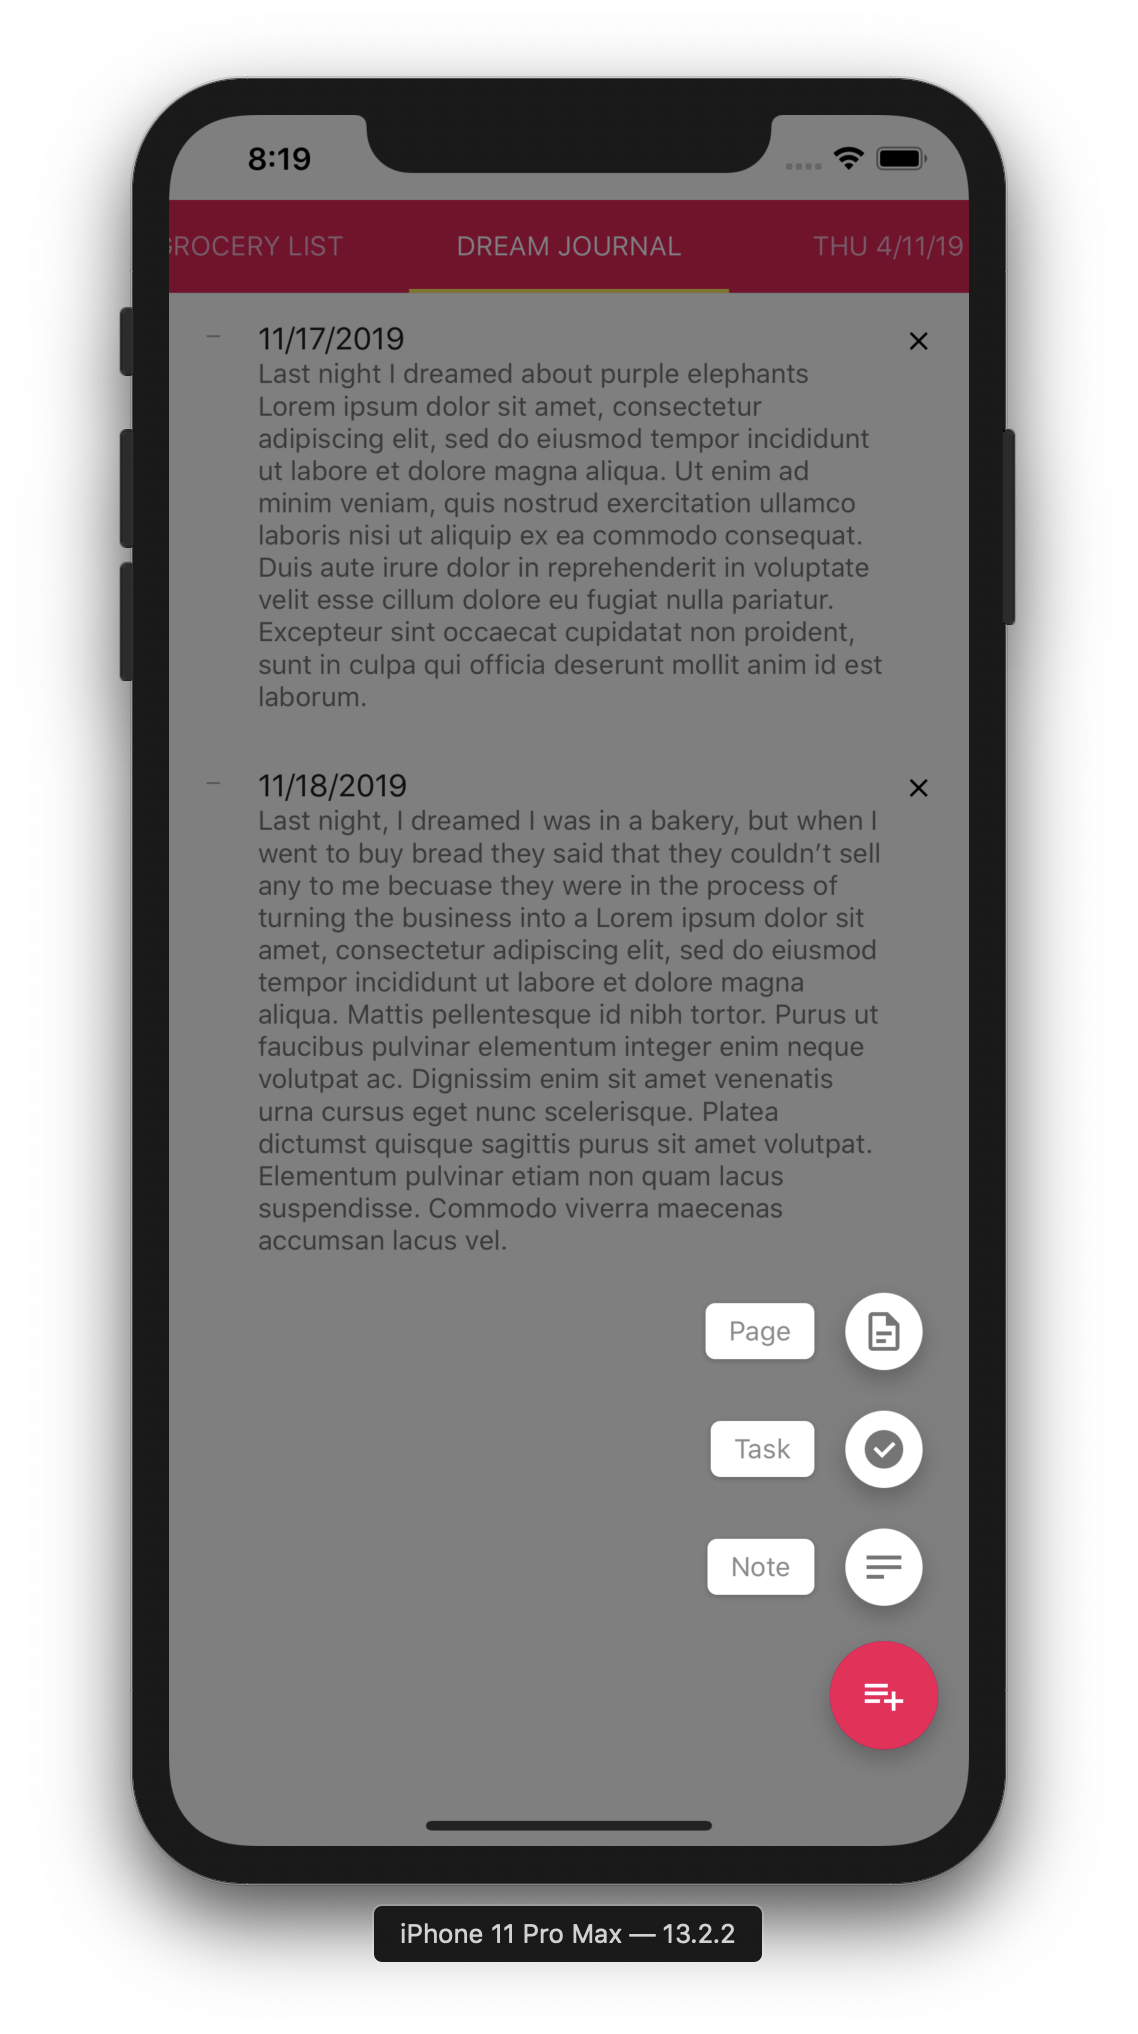 8:19
GROCERY LIST DREAM JOURNAL THU 4/11/19
– 11/17/2019
Last night I dreamed about purple elephants
Lorem ipsum dolor sit amet, consectetur
adipiscing elit, sed do eiusmod tempor incididunt
ut labore et dolore magna aliqua. Ut enim ad
minim veniam, quis nostrud exercitation ullamco
laboris nisi ut aliquip ex ea commodo consequat.
Duis aute irure dolor in reprehenderit in voluptate
velit esse cillum dolore eu fugiat nulla pariatur.
Excepteur sint occaecat cupidatat non proident,
sunt in culpa qui officia deserunt mollit anim id est
laborum.
– 11/18/2019
Last night, I dreamed I was in a bakery, but when I
went to buy bread they said that they couldn’t sell
any to me becuase they were in the process of
turning the business into a Lorem ipsum dolor sit
amet, consectetur adipiscing elit, sed do eiusmod
tempor incididunt ut labore et dolore magna
aliqua. Mattis pellentesque id nibh tortor. Purus ut
faucibus pulvinar elementum integer enim neque
volutpat ac. Dignissim enim sit amet venenatis
urna cursus eget nunc scelerisque. Platea
dictumst quisque sagittis purus sit amet volutpat.
Elementum pulvinar etiam non quam lacus
suspendisse. Commodo viverra maecenas
accumsan lacus vel.
Page
Task
Note
iPhone 11 Pro Max — 13.2.2